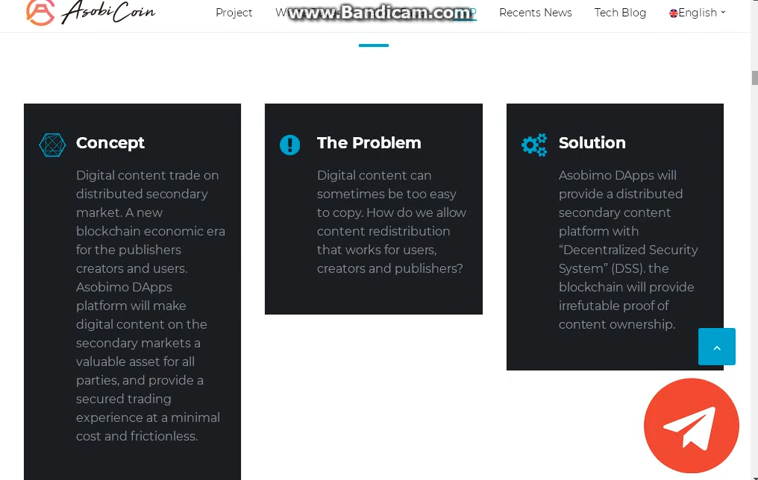 AsobiCoin
Project
W
www.Bandicam.com
P
Recents News
Tech Blog
English
Concept
Digital content trade on
distributed secondary
market. A new
blockchain economic era
for the publishers
creators and users.
Asobimo DApps
platform will make
digital content on the
secondary markets a
valuable asset for all
parties, and provide a
secured trading
experience at a minimal
cost and frictionless.
The Problem
Digital content can
sometimes be too easy
to copy. How do we allow
content redistribution
that works for users,
creators and publishers?
Solution
Asobimo DApps will
provide a distributed
secondary content
platform with
“Decentralized Security
System” (DSS). the
blockchain will provide
irrefutable proof of
content ownership.